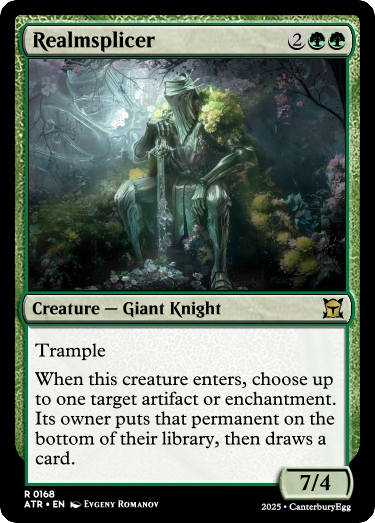 Realmsplicer 2
Creature — Giant Knight
Trample
When this creature enters, choose up
to one target artifact or enchantment.
Its owner puts that permanent on the
bottom of their library, then draws a
card.
7/4
R 0168
ATR • EN Evgeny Romanov
2025 • CanterburyEgg